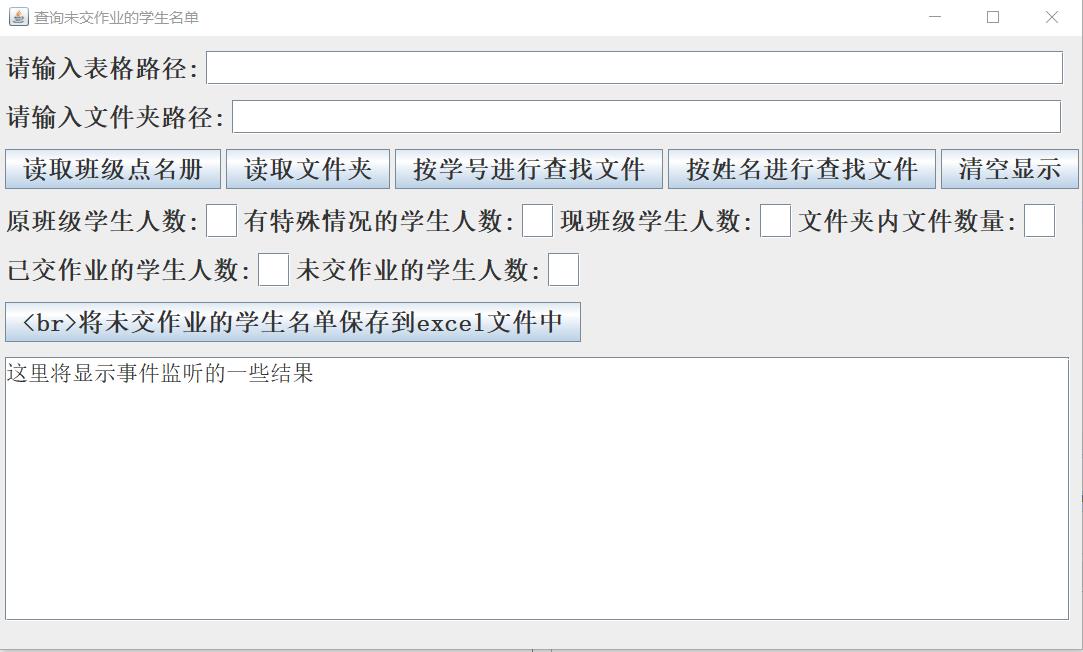 查询未交作业的学生名单
请输入表格路径:
请输入文件夹路径:
读取班级点名册 读取文件夹 按学号进行查找文件 按姓名进行查找文件 清空显示
原班级学生人数: 有特殊情况的学生人数: 现班级学生人数: 文件夹内文件数量:
已交作业的学生人数: 未交作业的学生人数:
<br>将未交作业的学生名单保存到excel文件中
这里将显示事件监听的一些结果